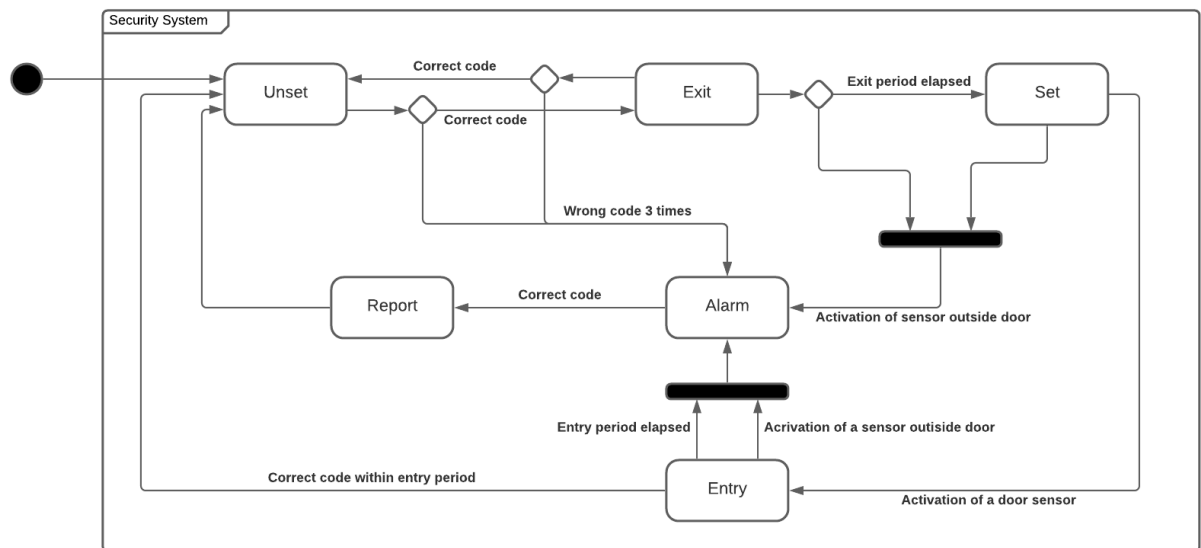 Security System
Correct code
Unset
Exit
Exit period elapsed
Set
Correct code
Wrong code 3 times
Report
Correct code
Alarm
Activation of sensor outside door
Entry period elapsed
Acrivation of a sensor outiside door
Correct code within entry period
Entry
Activation of a door sensor